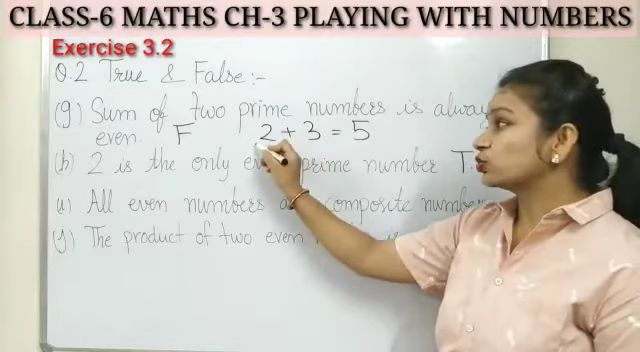 CLASS-6 MATHS CH-3 PLAYING WITH NUMBERS
Exercise 3.2
Q.2 True & False:-
(g) Sum of two prime numbers is alway
even. F 2 + 3 = 5
(h) 2 is the only prime number T.
All even numbers composite number
(j) The product of two even